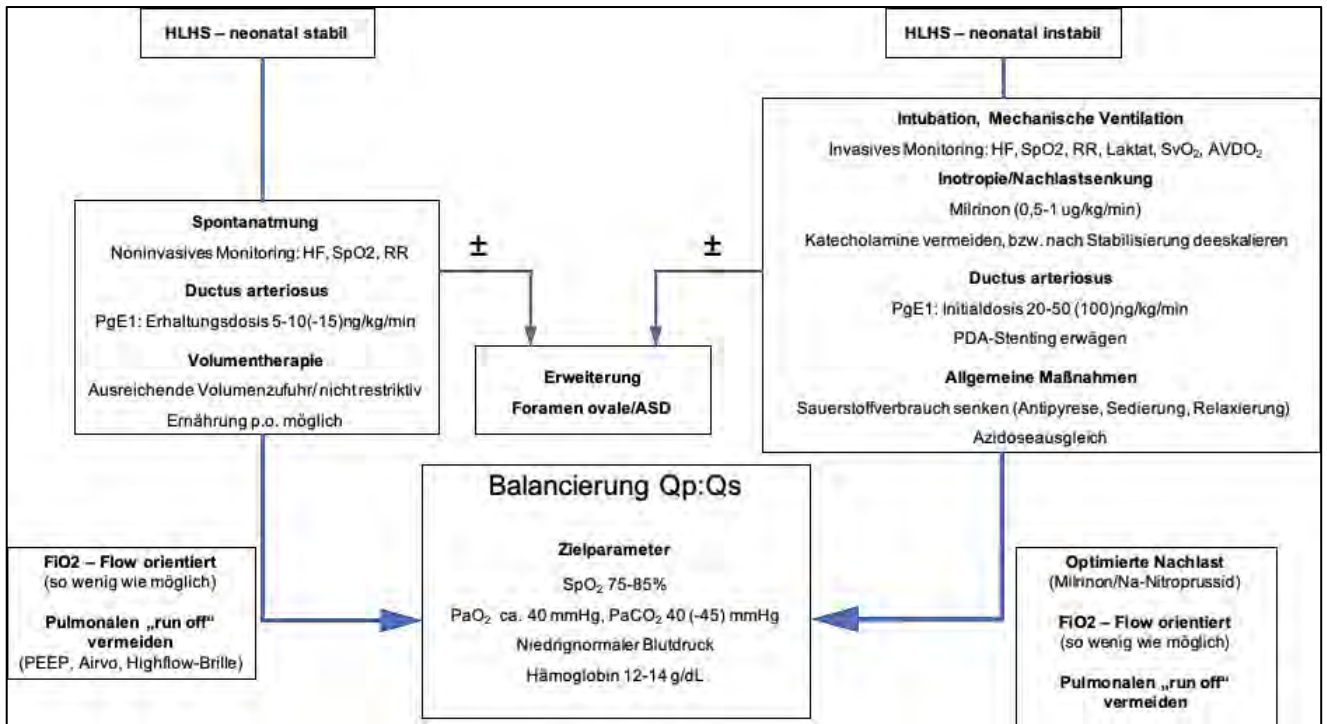 HLHS – neonatal stabil
HLHS – neonatal instabil
Spontanatmung
Noninvasives Monitoring: HF, SpO2, RR
Ductus arteriosus
PgE1: Erhaltungsdosis 5-10(-15)ng/kg/min
Volumentherapie
Ausreichende Volumenzufuhr/ nicht restriktiv
Ernährung p.o. möglich
±
±
Intubation, Mechanische Ventilation
Invasives Monitoring: HF, SpO2, RR, Laktat, SvO₂, AVDO₂
Inotropie/Nachlastsenkung
Milrinon (0,5-1 ug/kg/min)
Katecholamine vermeiden, bzw. nach Stabilisierung deeskalieren
Ductus arteriosus
PgE1: Initialdosis 20-50 (100)ng/kg/min
PDA-Stenting erwägen
Allgemeine Maßnahmen
Sauerstoffverbrauch senken (Antipyrese, Sedierung, Relaxierung)
Azidoseausgleich
Erweiterung
Foramen ovale/ASD
Balancierung Qp:Qs
Zielparameter
SpO₂ 75-85%
PaO₂ ca. 40 mmHg, PaCO₂ 40 (-45) mmHg
Niedrignormaler Blutdruck
Hämoglobin 12-14 g/dL
FiO2 – Flow orientiert
(so wenig wie möglich)
Pulmonalen „run off“
vermeiden
(PEEP, Airvo, Highflow-Brille)
Optimierte Nachlast
(Milrinon/Na-Nitroprussid)
FiO2 – Flow orientiert
(so wenig wie möglich)
Pulmonalen „run off“
vermeiden